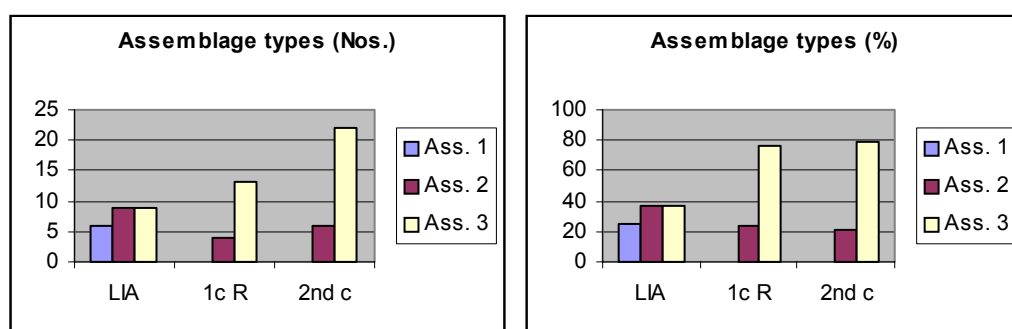 Assemblage types (Nos.)
25
20
15
10
5
0
LIA
1c R
2nd c
Ass. 1
Ass. 2
Ass. 3
Assemblage types (%)
100
80
60
40
20
0
LIA
1c R
2nd c
Ass. 1
Ass. 2
Ass. 3